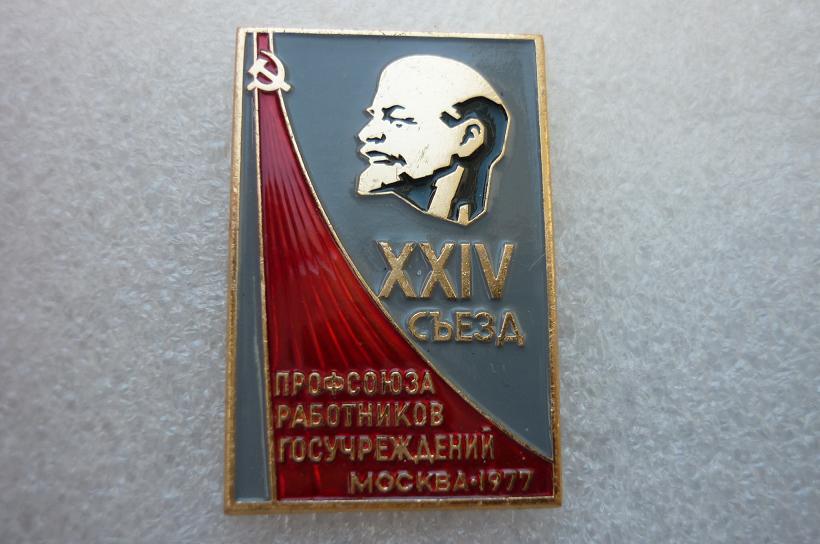 XXIV
СЪЕЗД
ПРОФСОЮЗА
РАБОТНИКОВ
ГОСУЧРЕЖДЕНИЙ
МОСКВА·1977